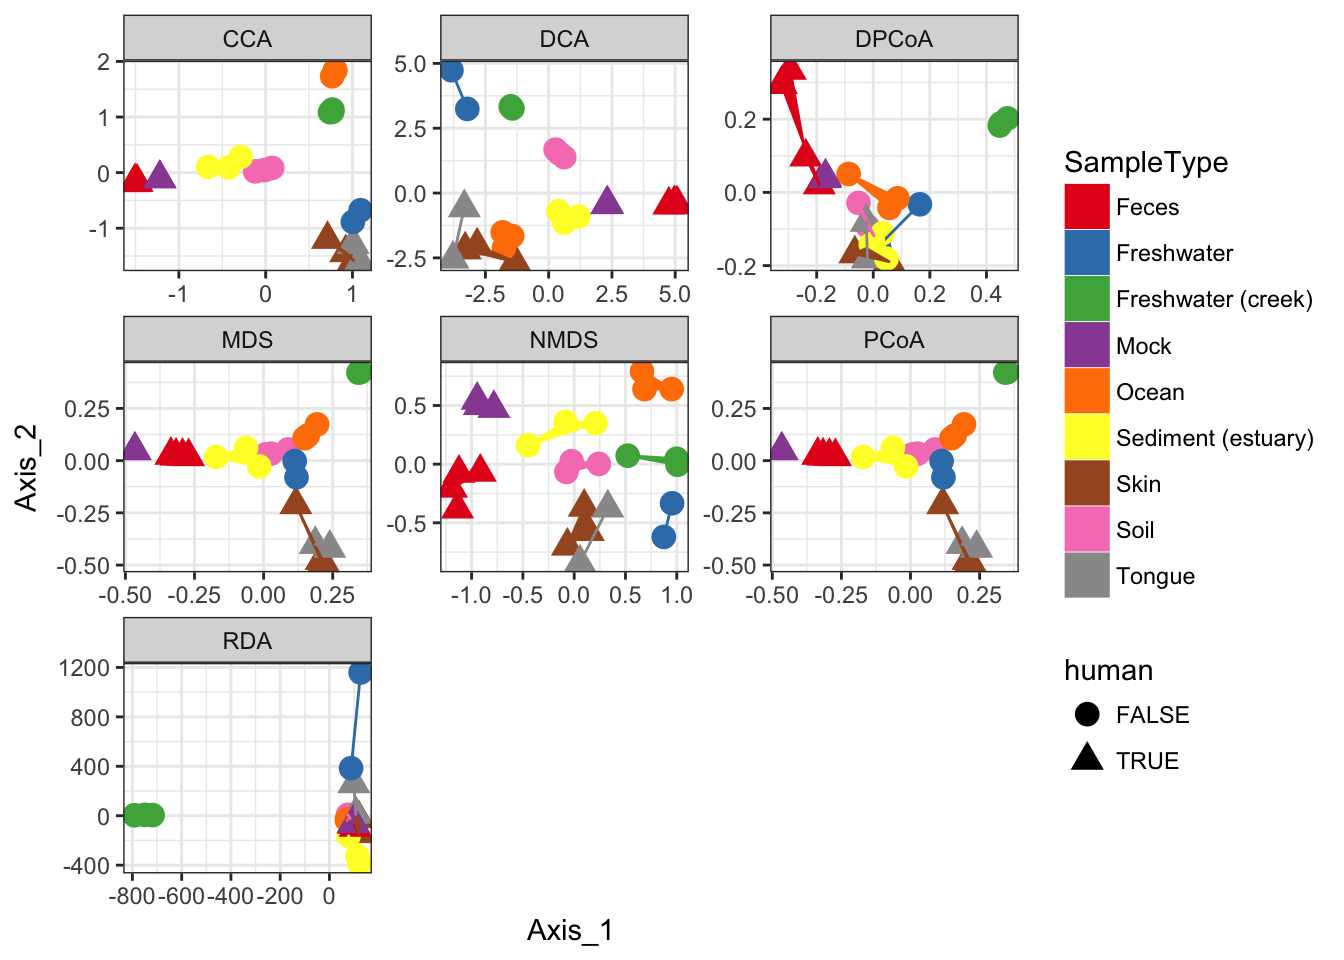 CCA
DCA
DPCoA
2
1
0
-1
-1 0 1
5.0
2.5
0.0
-2.5
-2.5 0.0 2.5 5.0
0.2
0.0
-0.2
-0.2 0.0 0.2 0.4
MDS
NMDS
PCoA
0.25
0.00
-0.25
-0.50
-0.50 -0.25 0.00 0.25
0.5
0.0
-0.5
-1.0 -0.5 0.0 0.5 1.0
0.25
0.00
-0.25
-0.50
-0.50 -0.25 0.00 0.25
RDA
1200
800
400
0
-400
-800 -600 -400 -200 0
Axis_2
Axis_1
SampleType
Feces
Freshwater
Freshwater (creek)
Mock
Ocean
Sediment (estuary)
Skin
Soil
Tongue
human
FALSE
TRUE